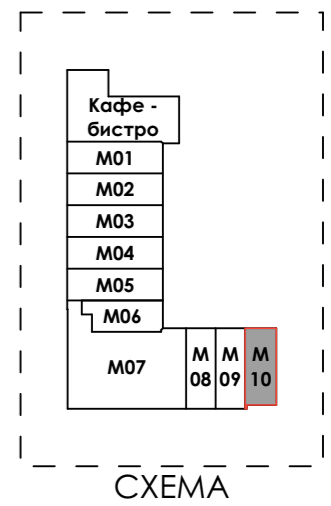 Кафе -
бистро
М01
М02
М03
М04
М05
М06
М07
М
08
М
09
М
10
СХЕМА